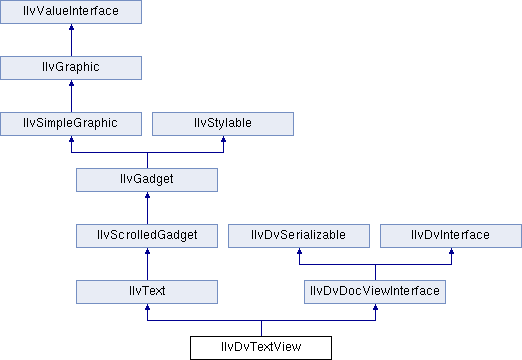 IlvValueInterface
IlvGraphic
IlvSimpleGraphic
IlvStylable
IlvGadget
IlvScrolledGadget
IlvDvSerializable
IlvDvInterface
IlvText
IlvDvDocViewInterface
IlvDvTextView